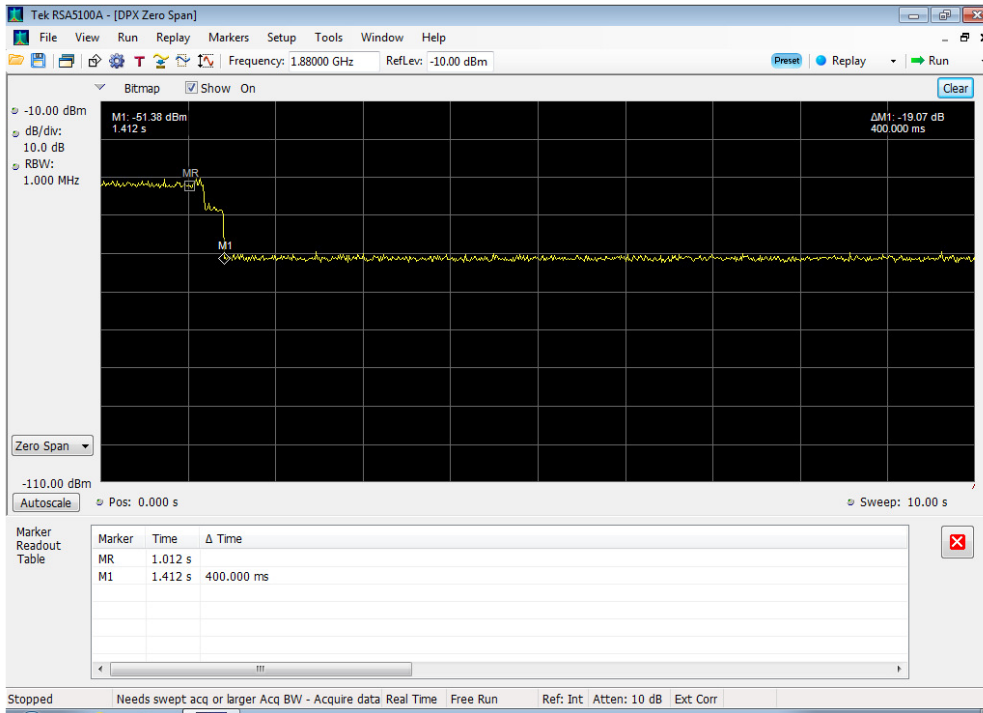 Tek RSA5100A - [DPX Zero Span]
File View Run Replay Markers Setup Tools Window Help
T Frequency: 1.88000 GHz RefLev: -10.00 dBm Preset Replay Run
Bitmap Show On Clear
-10.00 dBm
dB/div:
10.0 dB
RBW:
1.000 MHz
M1: -51.38 dBm
1.412 s
ΔM1: -19.07 dB
400.000 ms
MR
M1
Zero Span
-110.00 dBm
Autoscale Pos: 0.000 s Sweep: 10.00 s
Marker
Readout
Table
Marker Time Δ Time
MR 1.012 s
M1 1.412 s 400.000 ms
Stopped Needs swept acq or larger Acq BW - Acquire data Real Time Free Run Ref: Int Atten: 10 dB Ext Corr